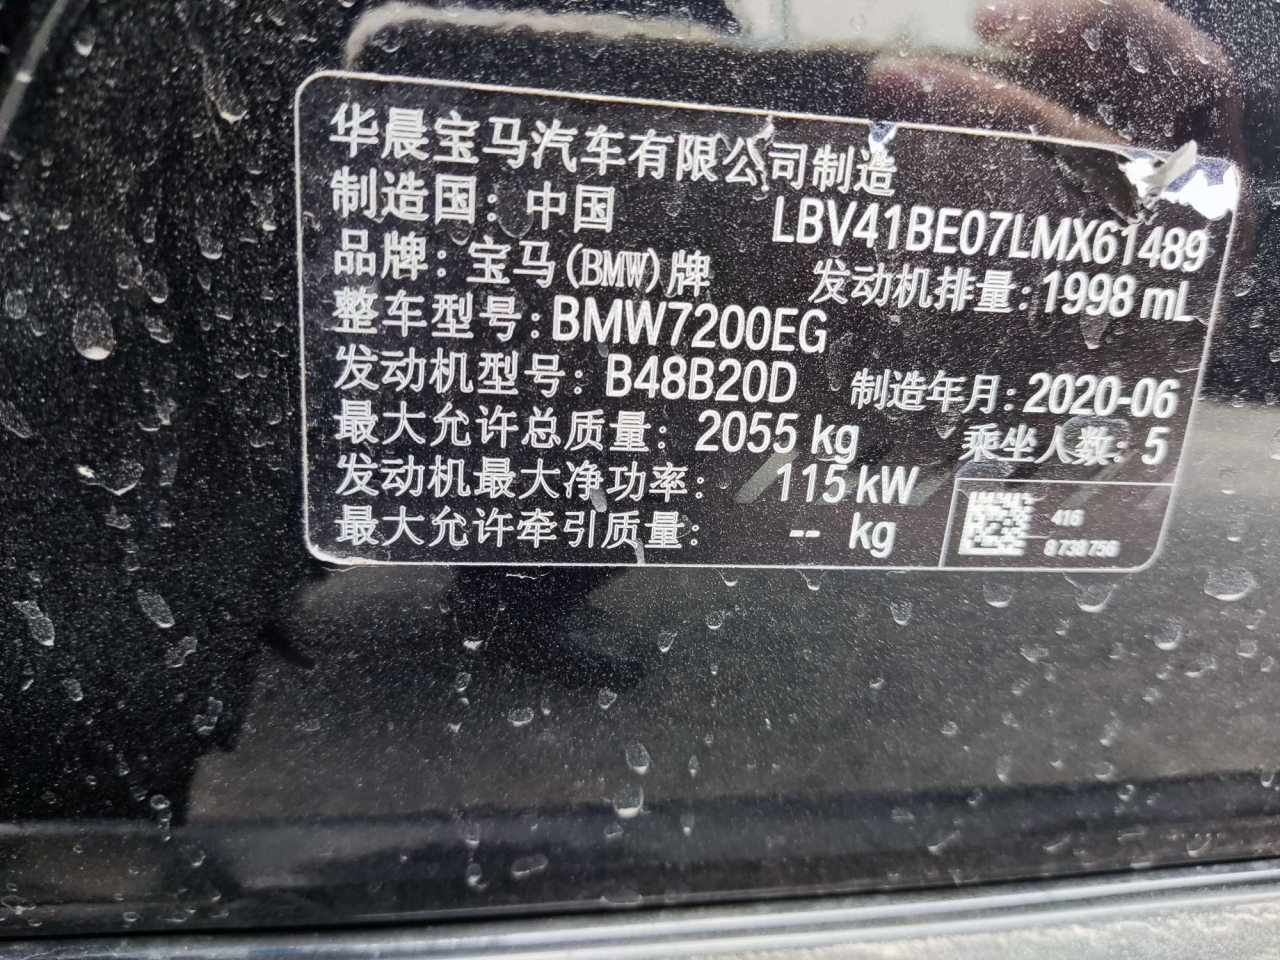 华晨宝马汽车有限公司制造
制造国：中国 LBV41BE07LMX61489
品牌：宝马(BMW)牌 发动机排量：1998 mL
整车型号：BMW7200EG
发动机型号：B48B20D 制造年月：2020-06
最大允许总质量：2055 kg 乘坐人数：5
发动机最大净功率：115 kW
最大允许牵引质量：-- kg
416
8738756